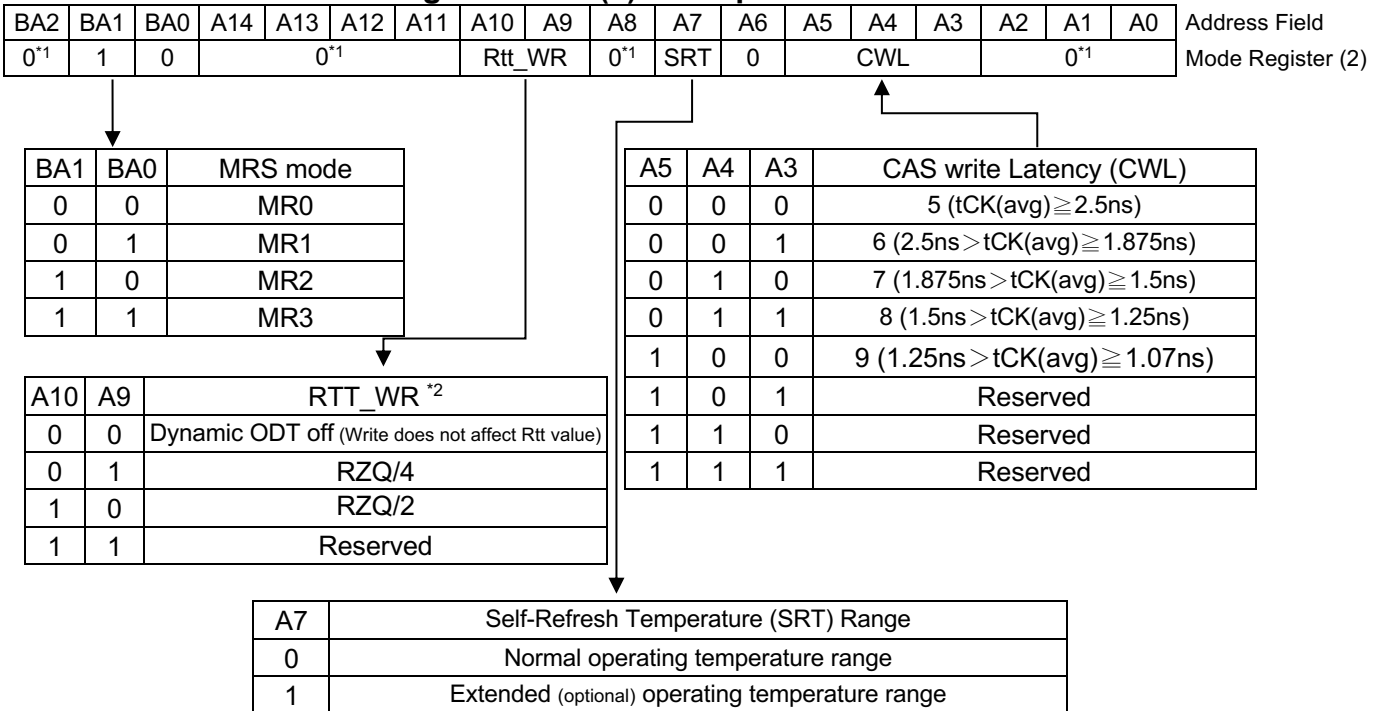 BA2 BA1 BA0 A14 A13 A12 A11 A10 A9 A8 A7 A6 A5 A4 A3 A2 A1 A0 Address Field
0*1 1 0 0*1 Rtt_WR 0*1 SRT 0 CWL 0*1 Mode Register (2)
BA1 BA0 MRS mode
0 0 MR0
0 1 MR1
1 0 MR2
1 1 MR3
A5 A4 A3 CAS write Latency (CWL)
0 0 0 5 (tCK(avg)≧2.5ns)
0 0 1 6 (2.5ns>tCK(avg)≧1.875ns)
0 1 0 7 (1.875ns>tCK(avg)≧1.5ns)
0 1 1 8 (1.5ns>tCK(avg)≧1.25ns)
1 0 0 9 (1.25ns>tCK(avg)≧1.07ns)
1 0 1 Reserved
1 1 0 Reserved
1 1 1 Reserved
A10 A9 RTT_WR *2
0 0 Dynamic ODT off (Write does not affect Rtt value)
0 1 RZQ/4
1 0 RZQ/2
1 1 Reserved
A7 Self-Refresh Temperature (SRT) Range
0 Normal operating temperature range
1 Extended (optional) operating temperature range